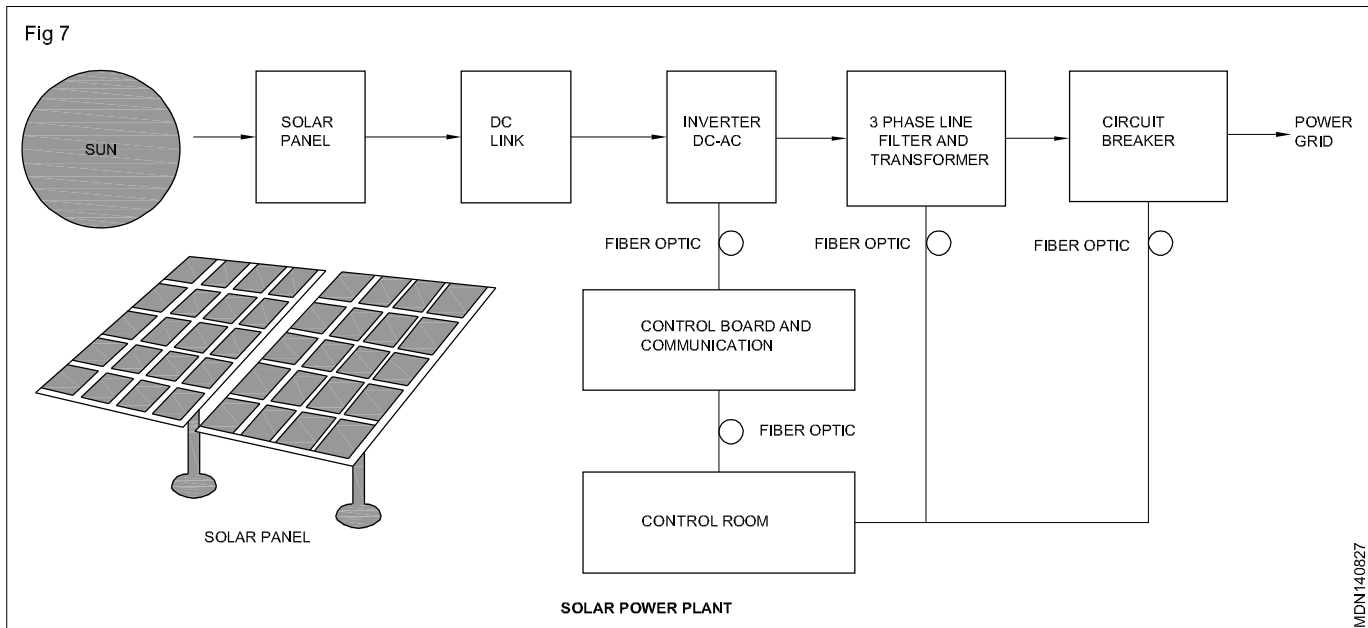 Fig 7
SUN
SOLAR
PANEL
DC
LINK
INVERTER
DC-AC
3 PHASE LINE
FILTER AND
TRANSFORMER
CIRCUIT
BREAKER
POWER
GRID
FIBER OPTIC
FIBER OPTIC
FIBER OPTIC
CONTROL BOARD AND
COMMUNICATION
FIBER OPTIC
CONTROL ROOM
SOLAR PANEL
SOLAR POWER PLANT
MDN140827